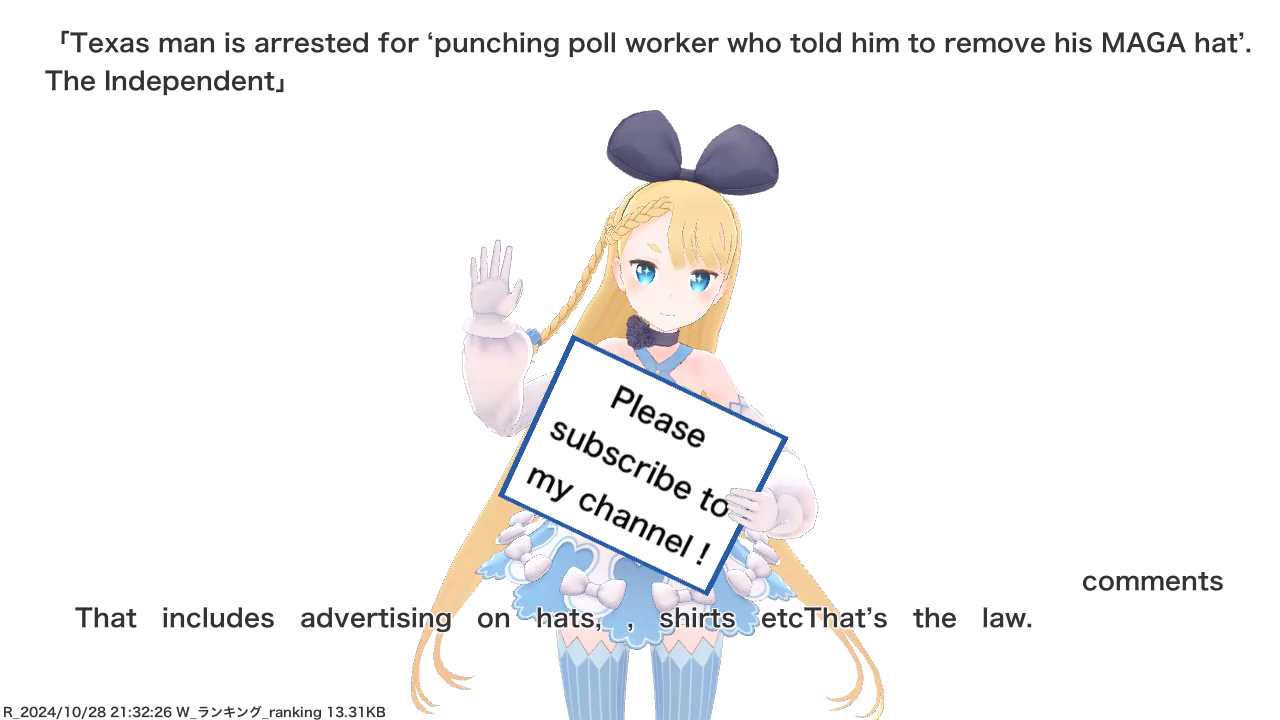 「Texas man is arrested for ‘punching poll worker who told him to remove his MAGA hat’.
The Independent」
Please
subscribe to
my channel !
comments
That includes advertising on hats, , shirts etcThat’s the law.
R_2024/10/28 21:32:26 W_ランキング_ranking 13.31KB